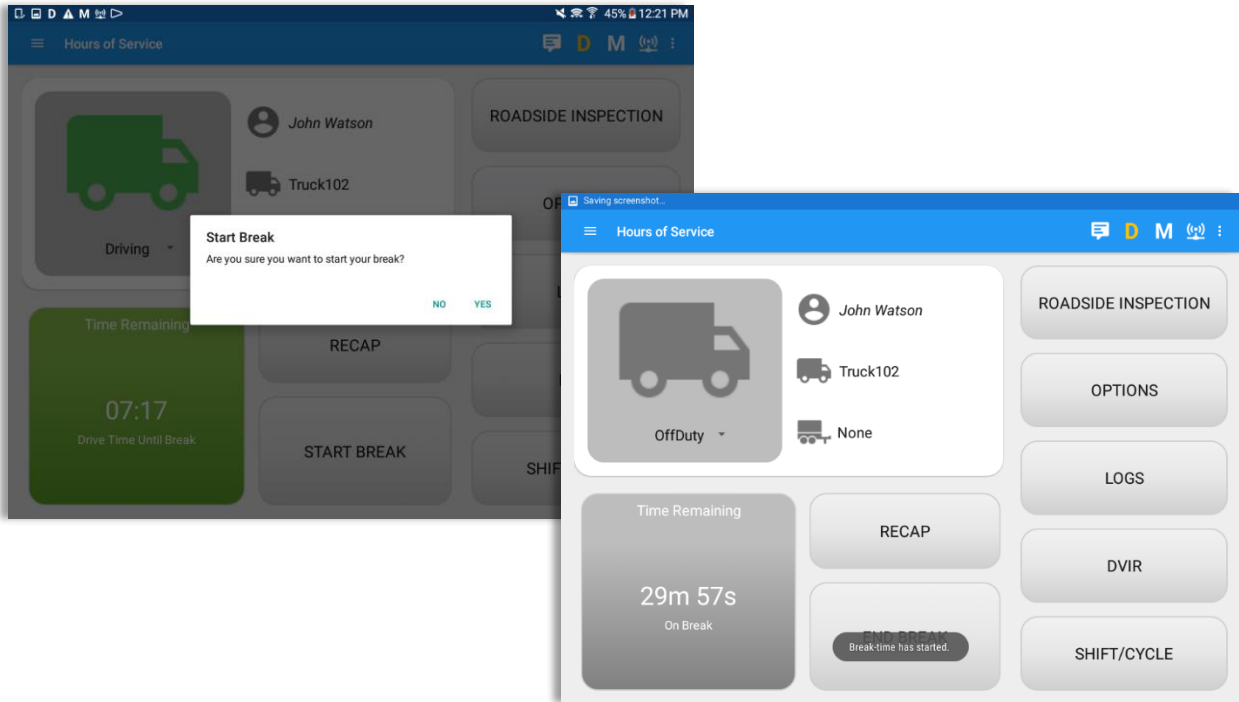 D A M 45% 12:21 PM
Hours of Service D M
John Watson
Truck102
Driving
ROADSIDE INSPECTION
OP
L
Start Break
Are you sure you want to start your break?
NO YES
Time Remaining
07:17
Drive Time Until Break
RECAP
START BREAK
SHIF
Saving screenshot...
Hours of Service D M
John Watson
Truck102
None
OffDuty
ROADSIDE INSPECTION
OPTIONS
LOGS
DVIR
SHIFT/CYCLE
Time Remaining
29m 57s
On Break
RECAP
END BREAK
Break-time has started.